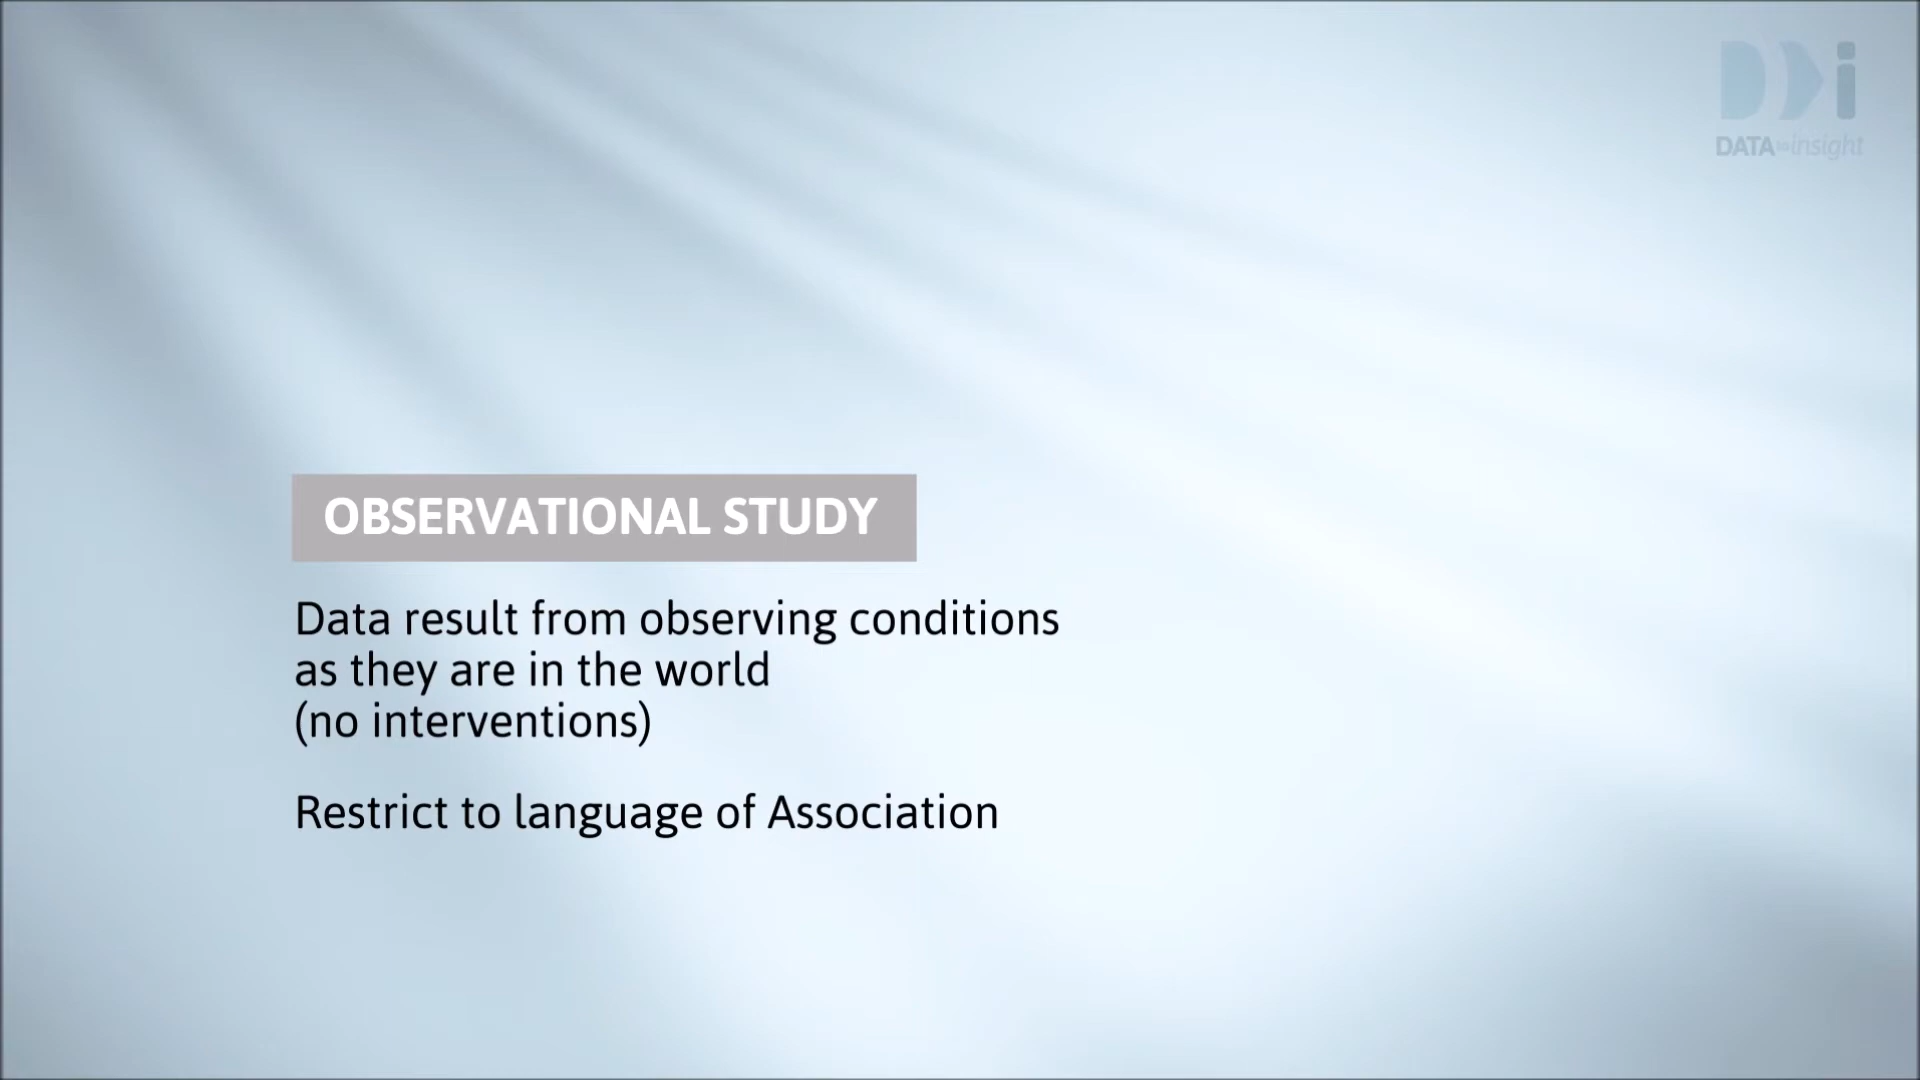 DATA to insight
OBSERVATIONAL STUDY
Data result from observing conditions
as they are in the world
(no interventions)
Restrict to language of Association